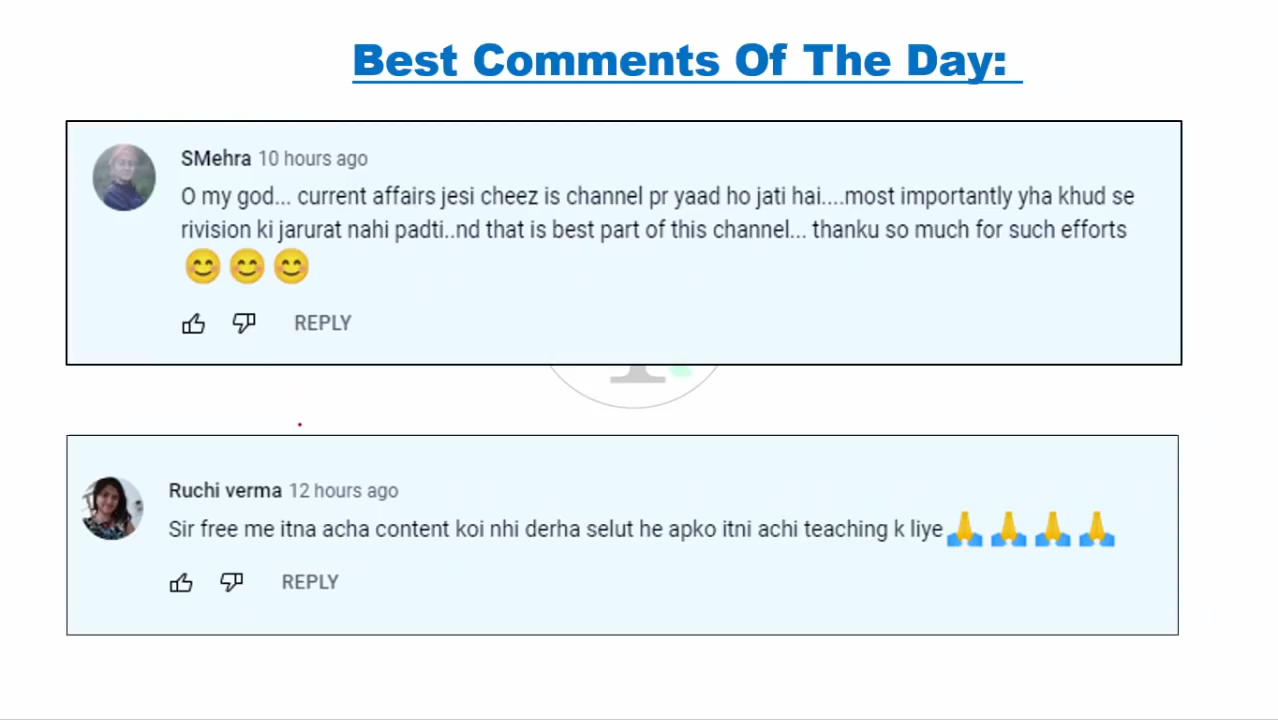 Best Comments Of The Day:
SMehra 10 hours ago
O my god... current affairs jesi cheez is channel pr yaad ho jati hai....most importantly yha khud se
rivision ki jarurat nahi padti..nd that is best part of this channel... thanku so much for such efforts
😊😊😊
REPLY
Ruchi verma 12 hours ago
Sir free me itna acha content koi nhi derha selut he apko itni achi teaching k liye🙏🙏🙏🙏
REPLY